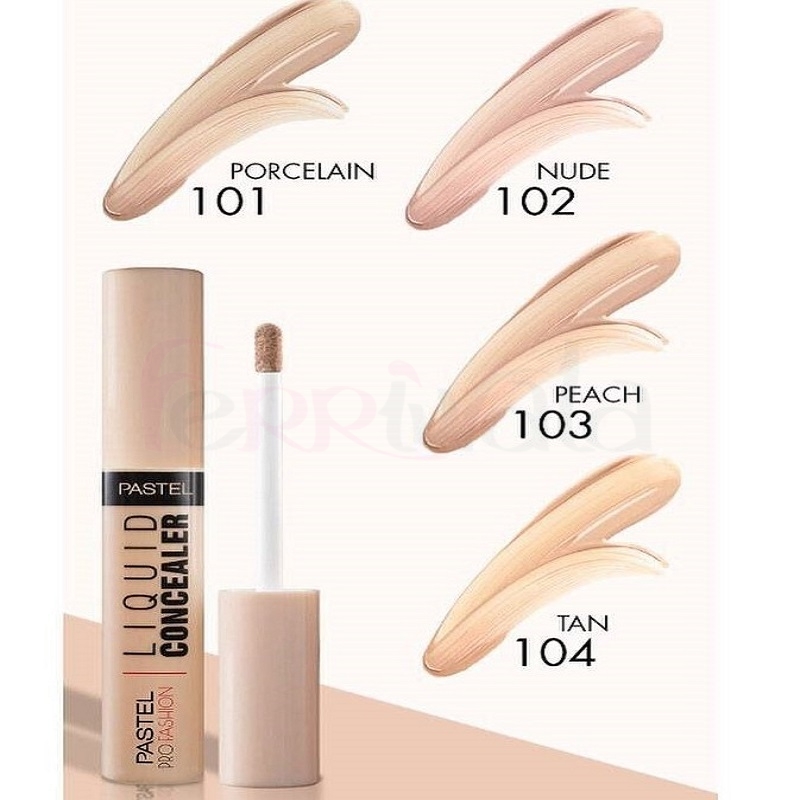 PORCELAIN
101
NUDE
102
PEACH
103
TAN
104
PASTEL
LIQUID
CONCEALER
PASTEL
PRO FASHION